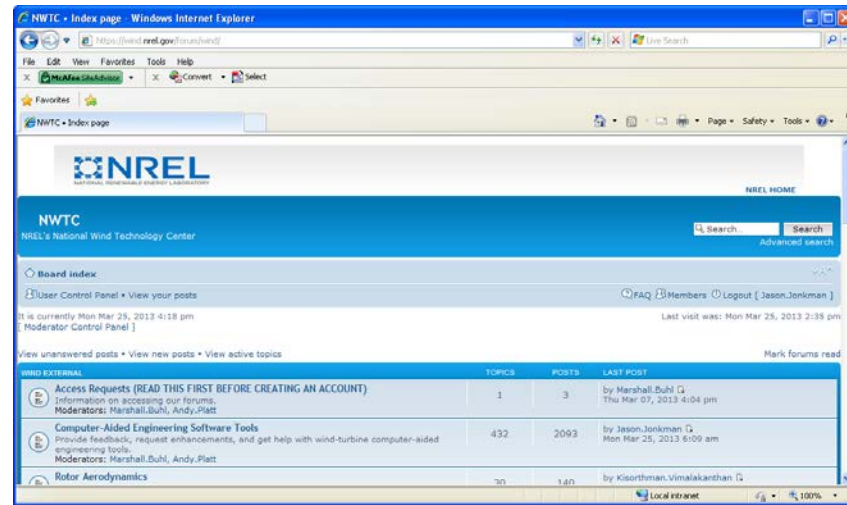 NWTC • Index page - Windows Internet Explorer
https://wind.nrel.gov/forum/wind/
Live Search
File Edit View Favorites Tools Help
X McAfee SiteAdvisor X Convert Select
Favorites
NWTC • Index page
Page Safety Tools
NREL
NATIONAL RENEWABLE ENERGY LABORATORY
NREL HOME
NWTC
NREL's National Wind Technology Center
Search… Search
Advanced search
Board index
User Control Panel • View your posts
FAQ Members Logout [ Jason.Jonkman ]
It is currently Mon Mar 25, 2013 4:18 pm
Last visit was: Mon Mar 25, 2013 2:35 pm
[ Moderator Control Panel ]
View unanswered posts • View new posts • View active topics
Mark forums read
WIND EXTERNAL TOPICS POSTS LAST POST
Access Requests (READ THIS FIRST BEFORE CREATING AN ACCOUNT)
Information on accessing our forums.
Moderators: Marshall.Buhl, Andy.Platt
1 3
by Marshall.Buhl
Thu Mar 07, 2013 4:04 pm
Computer-Aided Engineering Software Tools
Provide feedback, request enhancements, and get help with wind-turbine computer-aided
engineering tools.
Moderators: Marshall.Buhl, Andy.Platt
432 2093
by Jason.Jonkman
Mon Mar 25, 2013 6:09 am
Rotor Aerodynamics
30 140
by Kisorthman.Vimalakanthan
Local intranet 100%